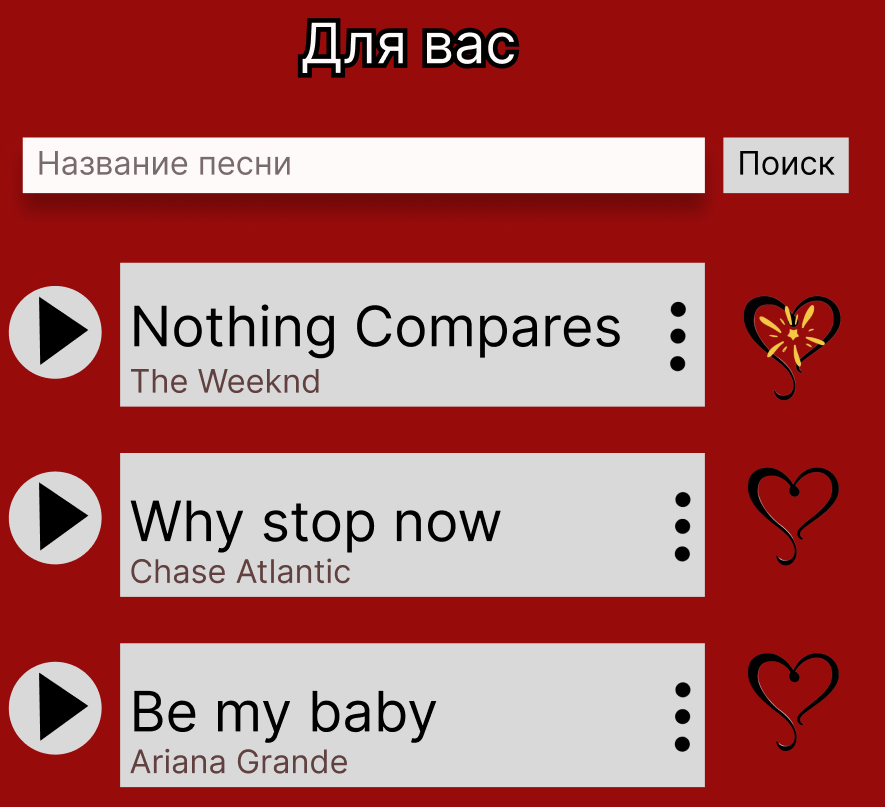 Для вас
Название песни
Поиск
Nothing Compares
The Weeknd
Why stop now
Chase Atlantic
Be my baby
Ariana Grande